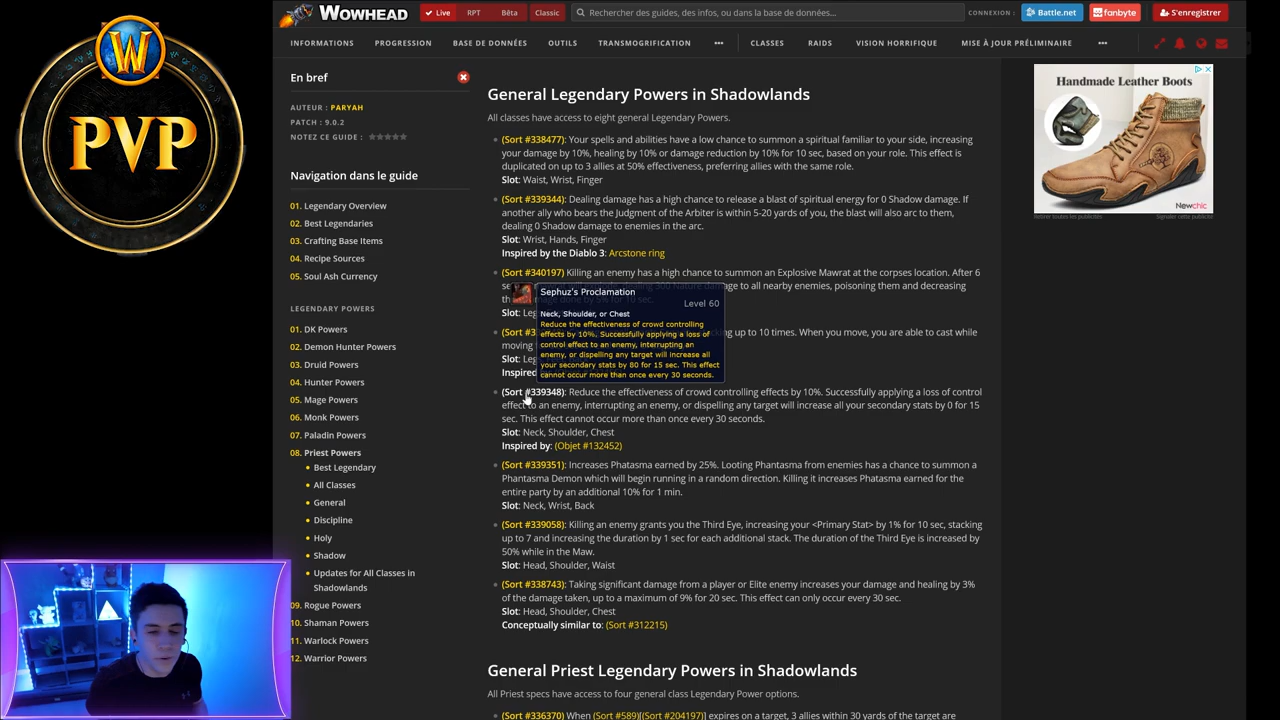 W
PVP
WOWHEAD
Live
RPT
Bêta
Classic
Rechercher des guides, des infos, ou dans la base de données...
CONNEXION :
Battle.net
fanbyte
S'enregistrer
INFORMATIONS
PROGRESSION
BASE DE DONNÉES
OUTILS
TRANSMOGRIFICATION
•••
CLASSES
RAIDS
VISION HORRIFIQUE
MISE À JOUR PRÉLIMINAIRE
•••
En bref
AUTEUR : PARYAH
PATCH : 9.0.2
NOTEZ CE GUIDE :
Navigation dans le guide
01. Legendary Overview
02. Best Legendaries
03. Crafting Base Items
04. Recipe Sources
05. Soul Ash Currency
LEGENDARY POWERS
01. DK Powers
02. Demon Hunter Powers
03. Druid Powers
04. Hunter Powers
05. Mage Powers
06. Monk Powers
07. Paladin Powers
08. Priest Powers
• Best Legendary
• All Classes
• General
• Discipline
• Holy
• Shadow
• Updates for All Classes in
Shadowlands
09. Rogue Powers
10. Shaman Powers
11. Warlock Powers
12. Warrior Powers
General Legendary Powers in Shadowlands
All classes have access to eight general Legendary Powers.
(Sort #338477): Your spells and abilities have a low chance to summon a spiritual familiar to your side, increasing
your damage by 10%, healing by 10% or damage reduction by 10% for 10 sec, based on your role. This effect is
duplicated on up to 3 allies at 50% effectiveness, preferring allies with the same role.
Slot: Waist, Wrist, Finger
(Sort #339344): Dealing damage has a high chance to release a blast of spiritual energy for 0 Shadow damage. If
another ally who bears the Judgment of the Arbiter is within 5-20 yards of you, the blast will also arc to them,
dealing 0 Shadow damage to enemies in the arc.
Slot: Wrist, Hands, Finger
Inspired by the Diablo 3: Arcstone ring
(Sort #340197) Killing an enemy has a high chance to summon an Explosive Mawrat at the corpses location. After 6
Nature damage to all nearby enemies, poisoning them and decreasing
Slot: Leg
Sephuz's Proclamation
Level 60
Neck, Shoulder, or Chest
Reduce the effectiveness of crowd controlling
effects by 10%. Successfully applying a loss of
control effect to an enemy, interrupting an
enemy, or dispelling any target will increase all
your secondary stats by 80 for 15 sec. This effect
cannot occur more than once every 30 seconds.
(Sort #3
king up to 10 times. When you move, you are able to cast while
moving
Slot: Leg
Inspired
(Sort #339348): Reduce the effectiveness of crowd controlling effects by 10%. Successfully applying a loss of control
effect to an enemy, interrupting an enemy, or dispelling any target will increase all your secondary stats by 0 for 15
sec. This effect cannot occur more than once every 30 seconds.
Slot: Neck, Shoulder, Chest
Inspired by: (Objet #132452)
(Sort #339351): Increases Phatasma earned by 25%. Looting Phantasma from enemies has a chance to summon a
Phantasma Demon which will begin running in a random direction. Killing it increases Phatasma earned for the
entire party by an additional 10% for 1 min.
Slot: Neck, Wrist, Back
(Sort #339058): Killing an enemy grants you the Third Eye, increasing your <Primary Stat> by 1% for 10 sec, stacking
up to 7 and increasing the duration by 1 sec for each additional stack. The duration of the Third Eye is increased by
50% while in the Maw.
Slot: Head, Shoulder, Waist
(Sort #338743): Taking significant damage from a player or Elite enemy increases your damage and healing by 3%
of the damage taken, up to a maximum of 9% for 20 sec. This effect can only occur every 30 sec.
Slot: Head, Shoulder, Chest
Conceptually similar to: (Sort #312215)
General Priest Legendary Powers in Shadowlands
All Priest specs have access to four general class Legendary Power options.
(Sort #336370) When (Sort #589)[(Sort #204197)] expires on a target, 3 allies within 30 yards of the target are
Handmade Leather Boots
Newchic
Retirer toutes les publicités
Signaler cette publicité